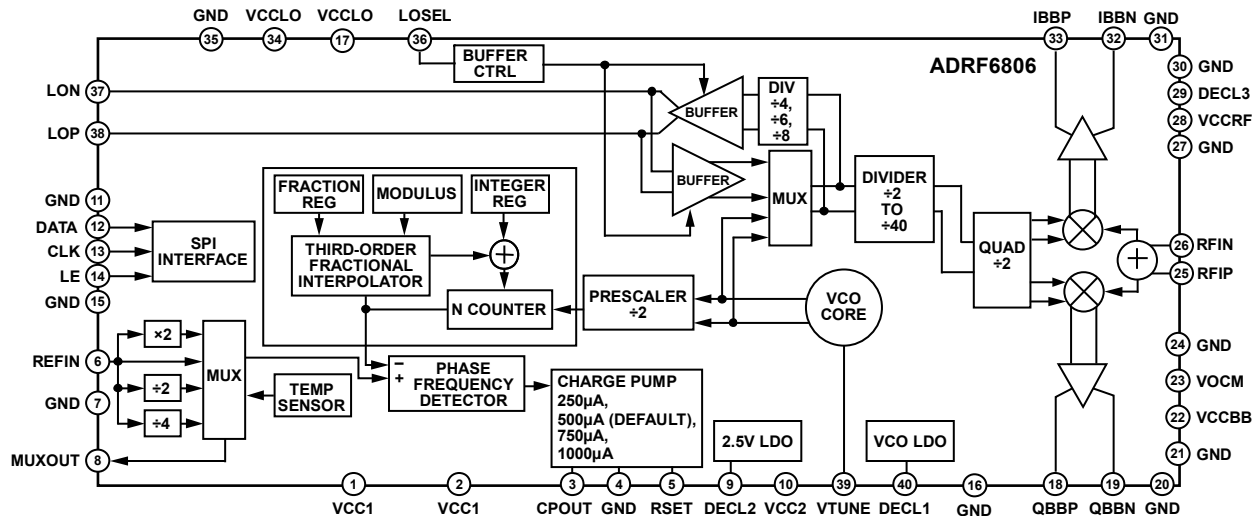 GND VCCLO VCCLO LOSEL IBBP IBBN GND
35 34 17 36 33 32 31
BUFFER
CTRL
ADRF6806
30 GND
29 DECL3
28 VCCRF
27 GND
LON 37
LOP 38
BUFFER
DIV
÷4,
÷6,
÷8
BUFFER
MUX
DIVIDER
÷2
TO
÷40
QUAD
÷2
26 RFIN
25 RFIP
FRACTION
REG
MODULUS
INTEGER
REG
THIRD-ORDER
FRACTIONAL
INTERPOLATOR
+
N COUNTER
PRESCALER
÷2
VCO
CORE
+
GND 11
DATA 12
CLK 13
LE 14
GND 15
SPI
INTERFACE
REFIN 6
GND 7
MUXOUT 8
×2
÷2
÷4
MUX
TEMP
SENSOR
−
+
PHASE
FREQUENCY
DETECTOR
CHARGE PUMP
250µA,
500µA (DEFAULT),
750µA,
1000µA
2.5V LDO
VCO LDO
24 GND
23 VOCM
22 VCCBB
21 GND
1 2 3 4 5 9 10 39 40 16 18 19 20
VCC1 VCC1 CPOUT GND RSET DECL2 VCC2 VTUNE DECL1 GND QBBP QBBN GND